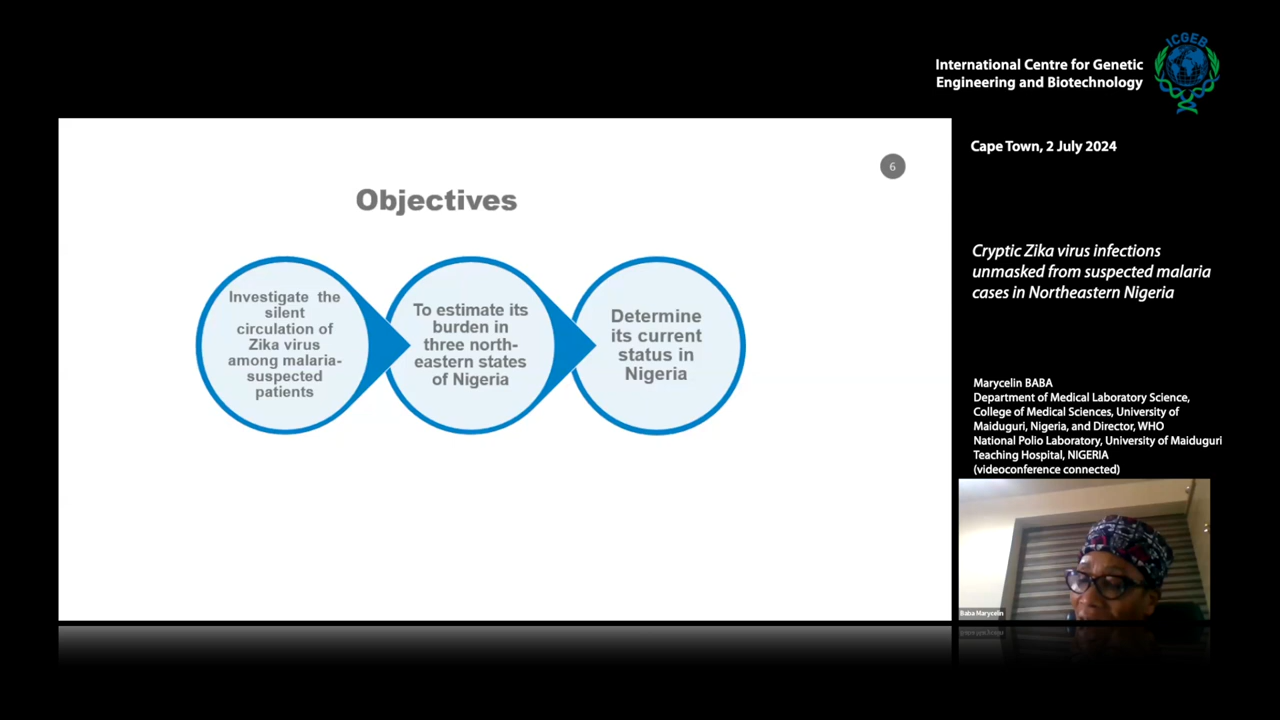 ICGEB
International Centre for Genetic
Engineering and Biotechnology
Cape Town, 2 July 2024
6
Objectives
Investigate the
silent
circulation of
Zika virus
among malaria-
suspected
patients
To estimate its
burden in
three north-
eastern states
of Nigeria
Determine
its current
status in
Nigeria
Cryptic Zika virus infections
unmasked from suspected malaria
cases in Northeastern Nigeria
Marycelin BABA
Department of Medical Laboratory Science,
College of Medical Sciences, University of
Maiduguri, Nigeria, and Director, WHO
National Polio Laboratory, University of Maiduguri
Teaching Hospital, NIGERIA
(videoconference connected)
Baba Marycelin